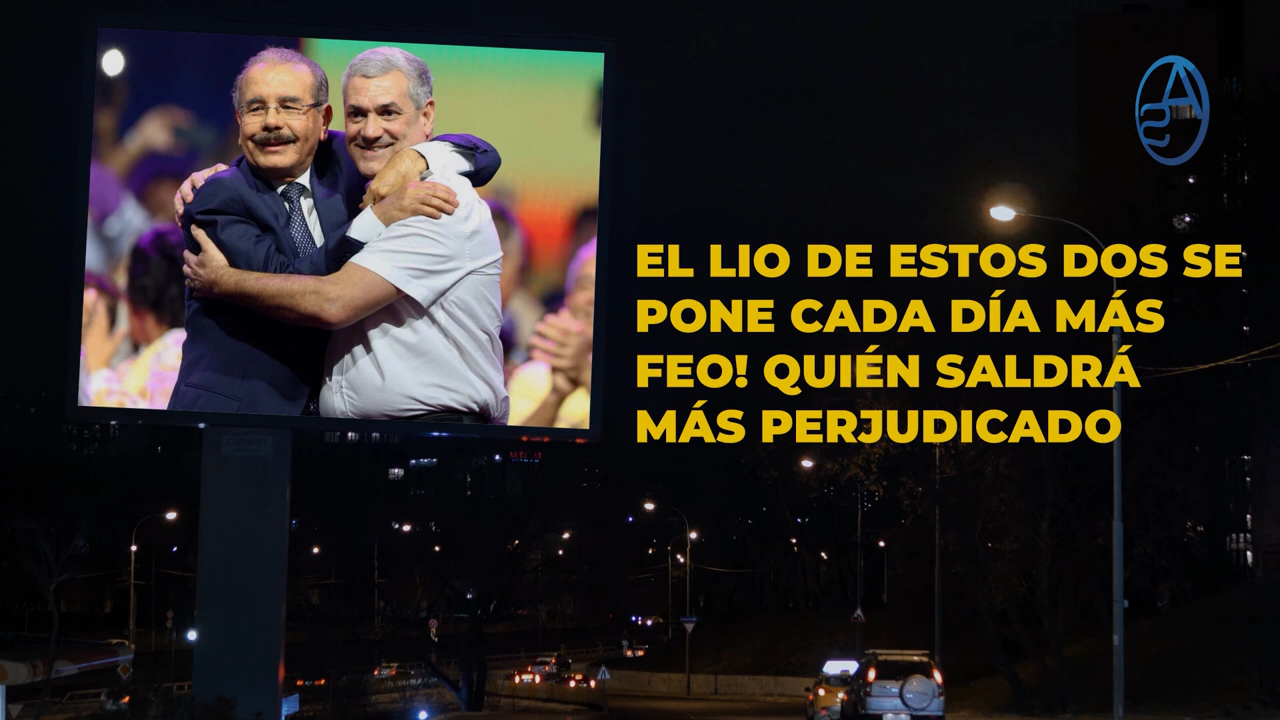 EL LIO DE ESTOS DOS SE
PONE CADA DÍA MÁS
FEO! QUIÉN SALDRÁ
MÁS PERJUDICADO